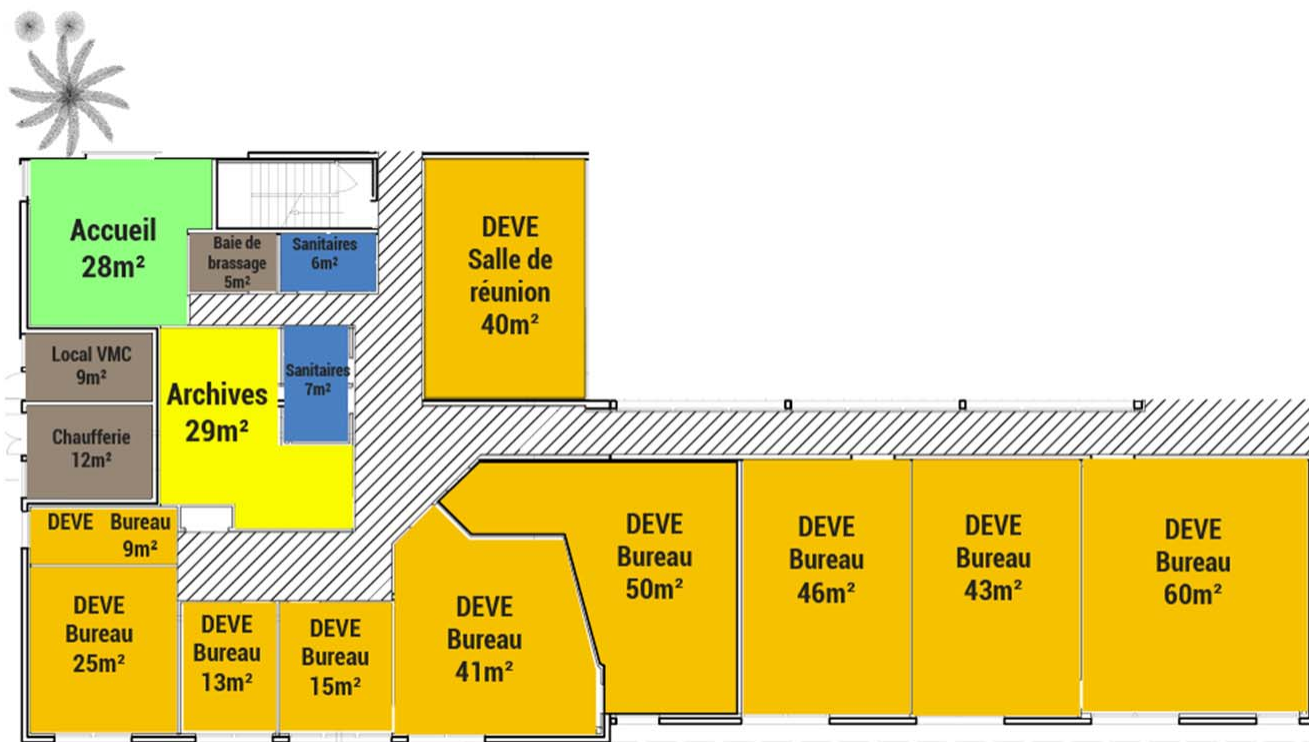 Accueil
28m²
Baie de
brassage
5m²
Sanitaires
6m²
DEVE
Salle de
réunion
40m²
Local VMC
9m²
Archives
29m²
Sanitaires
7m²
Chaufferie
12m²
DEVE Bureau
9m²
DEVE
Bureau
25m²
DEVE
Bureau
13m²
DEVE
Bureau
15m²
DEVE
Bureau
41m²
DEVE
Bureau
50m²
DEVE
Bureau
46m²
DEVE
Bureau
43m²
DEVE
Bureau
60m²